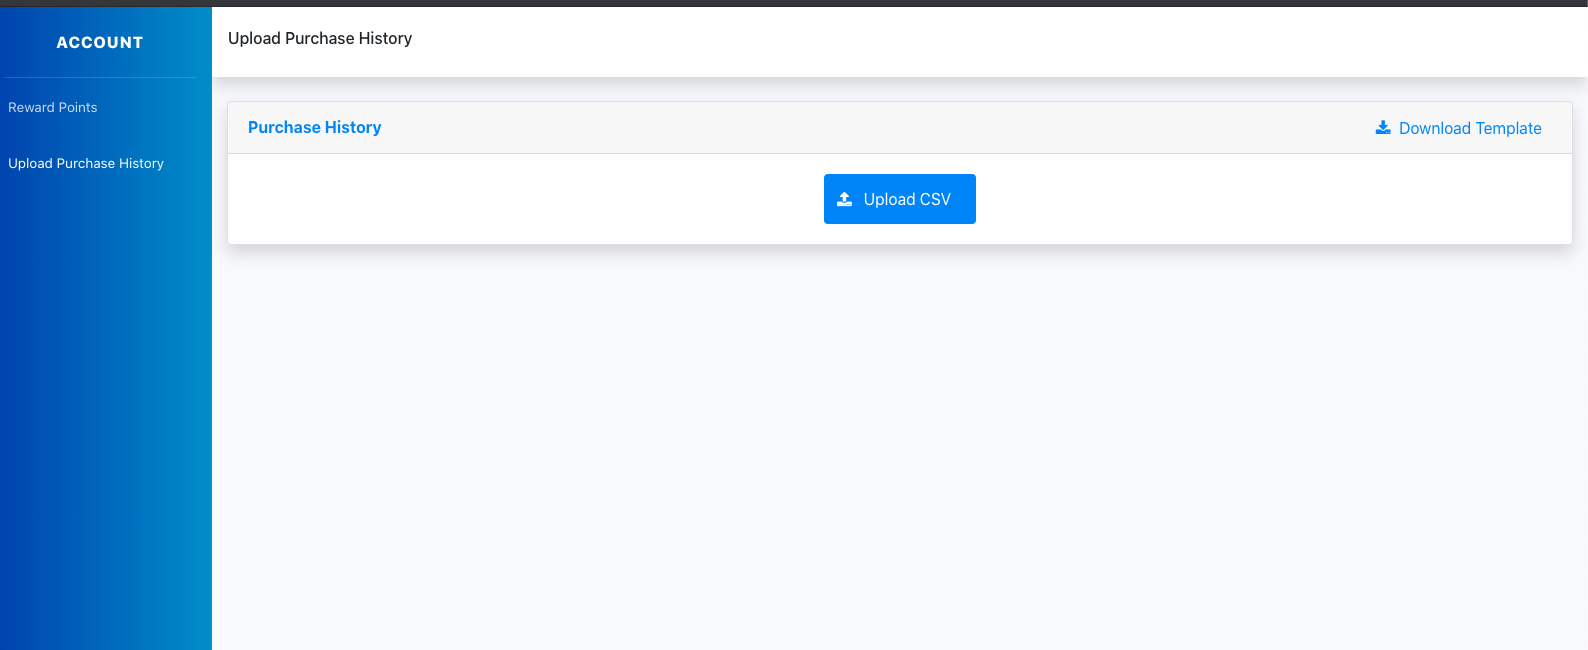 ACCOUNT
Reward Points
Upload Purchase History
Upload Purchase History
Purchase History
Download Template
Upload CSV